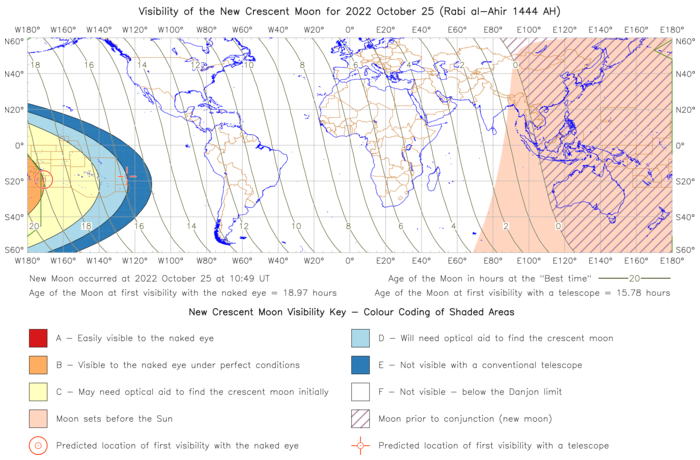 Visibility of the New Crescent Moon for 2022 October 25 (Rabi al-Ahir 1444 AH)
W180° W160° W140° W120° W100° W80° W60° W40° W20° 0° E20° E40° E60° E80° E100° E120° E140° E160° E180°
N60° N60°
18 12 10 6 0
N40° N40°
N20° N20°
0° 0°
S20° S20°
20 18 14 12 10 8 6 4 2 0
S60° S60°
W180° W160° W140° W120° W100° W80° W60° W40° W20° 0° E20° E40° E60° E80° E100° E120° E140° E160° E180°
New Moon occurred at 2022 October 25 at 10:49 UT
Age of the Moon in hours at the "Best time" 20
Age of the Moon at first visibility with the naked eye = 18.97 hours
Age of the Moon at first visibility with a telescope = 15.78 hours
New Crescent Moon Visibility Key – Colour Coding of Shaded Areas
A – Easily visible to the naked eye
D – Will need optical aid to find the crescent moon
B – Visible to the naked eye under perfect conditions
E – Not visible with a conventional telescope
C – May need optical aid to find the crescent moon initially
F – Not visible – below the Danjon limit
Moon sets before the Sun
Moon prior to conjunction (new moon)
Predicted location of first visibility with the naked eye
Predicted location of first visibility with a telescope